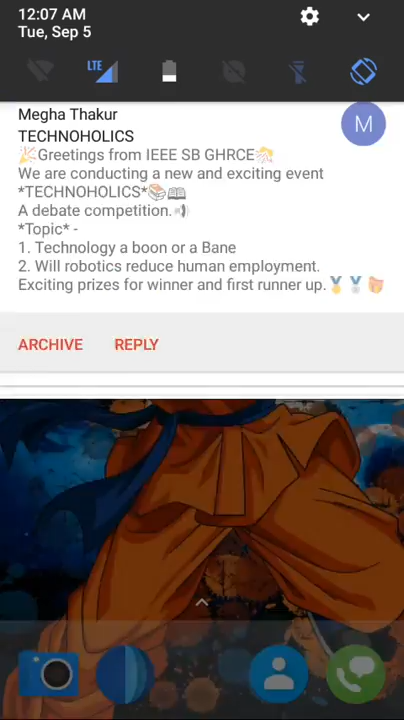 12:07 AM
Tue, Sep 5
LTE
Megha Thakur
M
TECHNOHOLICS
🎉Greetings from IEEE SB GHRCE🎊
We are conducting a new and exciting event
*TECHNOHOLICS*📚📖
A debate competition.🔊
*Topic* -
1. Technology a boon or a Bane
2. Will robotics reduce human employment.
Exciting prizes for winner and first runner up.🥇🥈🎁
ARCHIVE REPLY